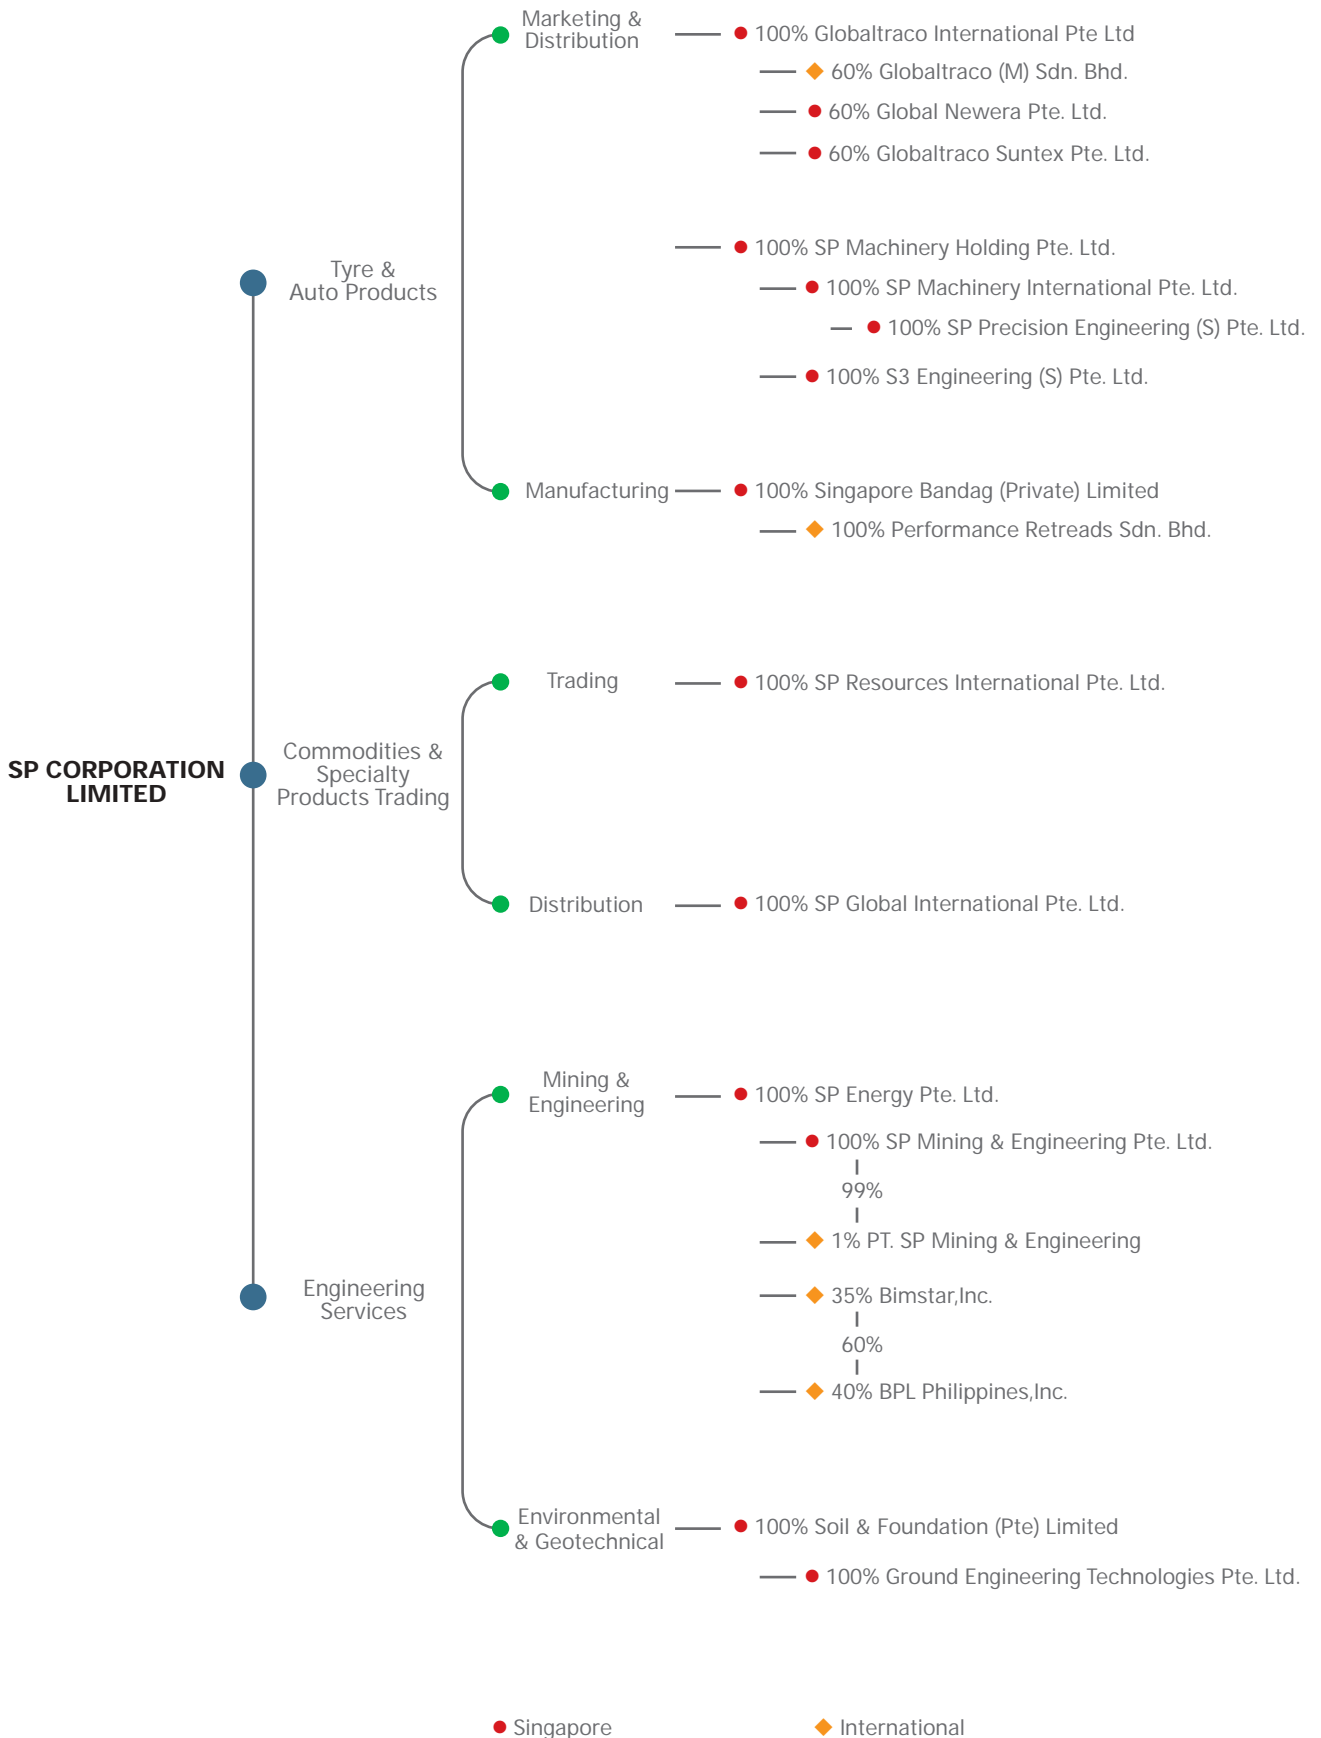 Marketing &
Distribution
100% Globaltraco International Pte Ltd
60% Globaltraco (M) Sdn. Bhd.
60% Global Newera Pte. Ltd.
60% Globaltraco Suntex Pte. Ltd.
100% SP Machinery Holding Pte. Ltd.
Tyre &
Auto Products
100% SP Machinery International Pte. Ltd.
100% SP Precision Engineering (S) Pte. Ltd.
100% S3 Engineering (S) Pte. Ltd.
Manufacturing
100% Singapore Bandag (Private) Limited
100% Performance Retreads Sdn. Bhd.
Trading
100% SP Resources International Pte. Ltd.
SP CORPORATION
LIMITED
Commodities &
Specialty
Products Trading
Distribution
100% SP Global International Pte. Ltd.
Mining &
Engineering
100% SP Energy Pte. Ltd.
100% SP Mining & Engineering Pte. Ltd.
99%
1% PT. SP Mining & Engineering
Engineering
Services
35% Bimstar,Inc.
60%
40% BPL Philippines,Inc.
Environmental
& Geotechnical
100% Soil & Foundation (Pte) Limited
100% Ground Engineering Technologies Pte. Ltd.
Singapore
International